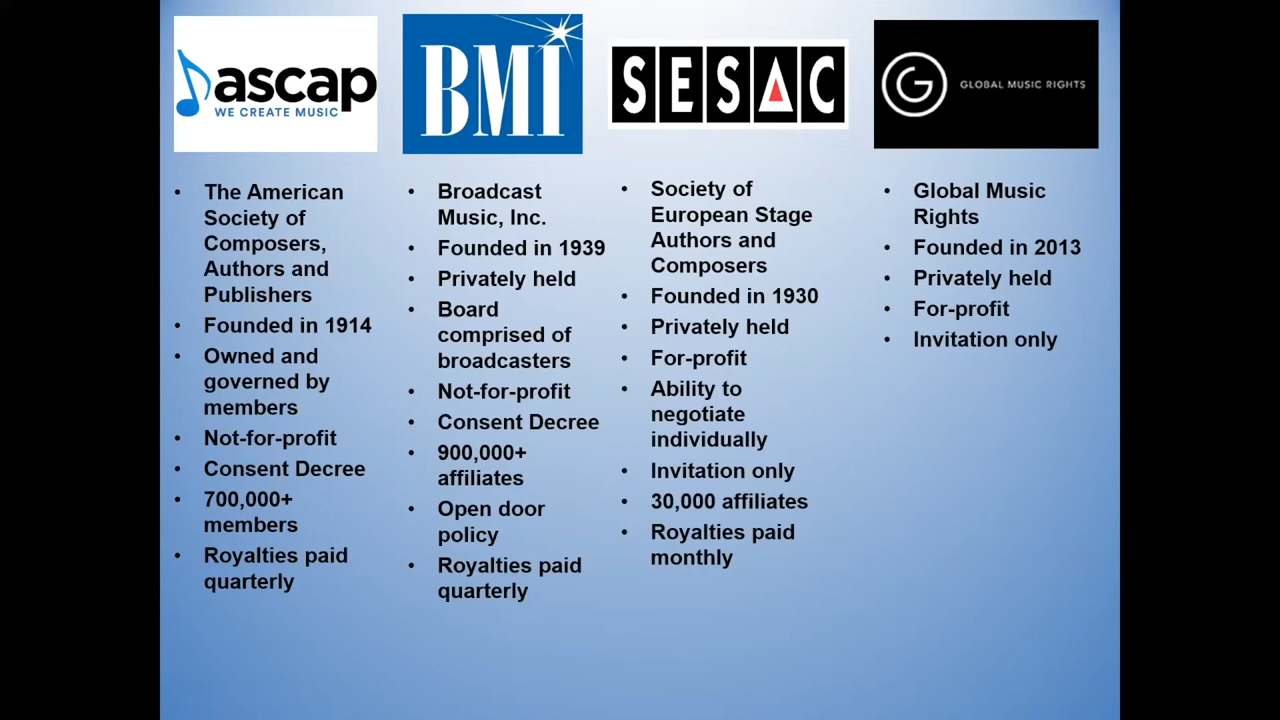 ascap
WE CREATE MUSIC
• The American
Society of
Composers,
Authors and
Publishers
• Founded in 1914
• Owned and
governed by
members
• Not-for-profit
• Consent Decree
• 700,000+
members
• Royalties paid
quarterly
BMI
• Broadcast
Music, Inc.
• Founded in 1939
• Privately held
• Board
comprised of
broadcasters
• Not-for-profit
• Consent Decree
• 900,000+
affiliates
• Open door
policy
• Royalties paid
quarterly
SESAC
• Society of
European Stage
Authors and
Composers
• Founded in 1930
• Privately held
• For-profit
• Ability to
negotiate
individually
• Invitation only
• 30,000 affiliates
• Royalties paid
monthly
G GLOBAL MUSIC RIGHTS
• Global Music
Rights
• Founded in 2013
• Privately held
• For-profit
• Invitation only